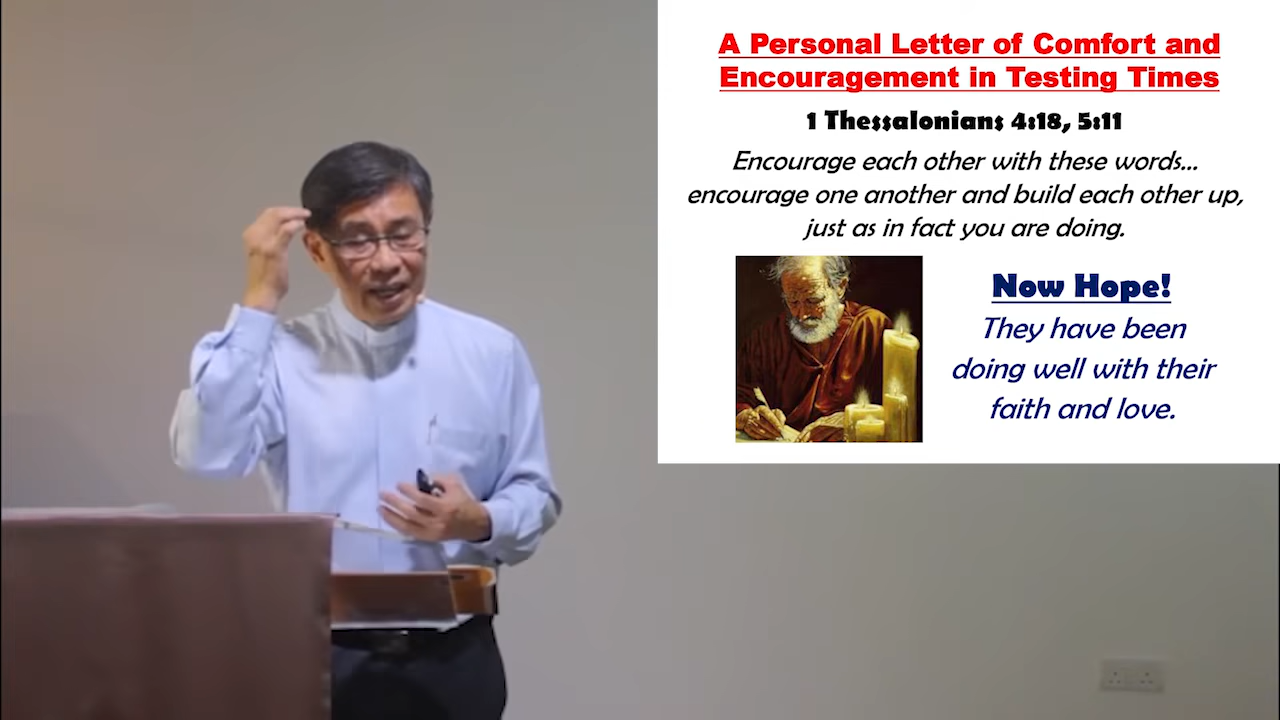 A Personal Letter of Comfort and
Encouragement in Testing Times
1 Thessalonians 4:18, 5:11
Encourage each other with these words...
encourage one another and build each other up,
just as in fact you are doing.
Now Hope!
They have been
doing well with their
faith and love.